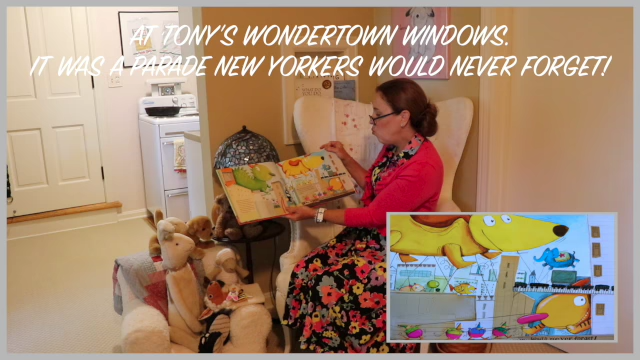 AT TONY'S WONDERTOWN WINDOWS.
IT WAS A PARADE NEW YORKERS WOULD NEVER FORGET!